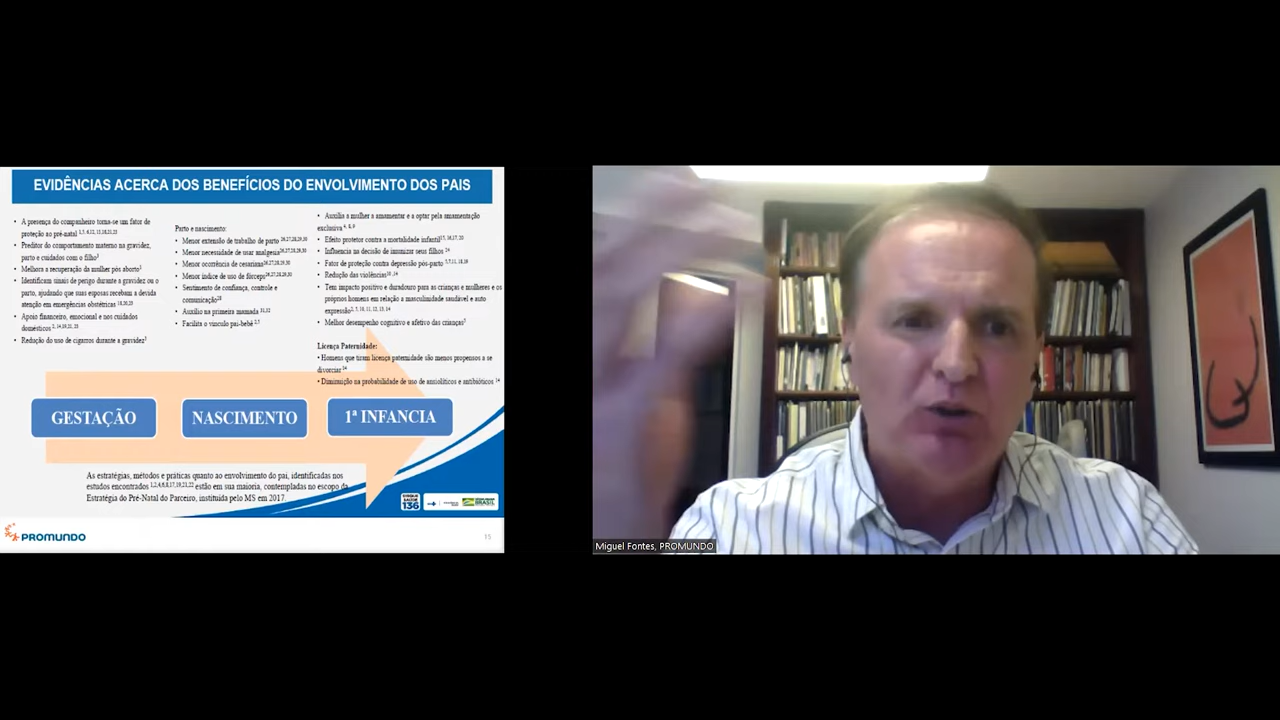 EVIDÊNCIAS ACERCA DOS BENEFÍCIOS DO ENVOLVIMENTO DOS PAIS
• A presença do companheiro torna-se um fator de
proteção ao pré-natal
• Preditor do comportamento materno na gravidez,
parto e cuidados com o filho
• Melhora a recuperação da mulher pós aborto
• Identificam sinais de perigo durante a gravidez ou o
parto, ajudando que suas esposas recebam a devida
atenção em emergências obstétricas
• Apoio financeiro, emocional e nos cuidados
domésticos
• Redução do uso de cigarros durante a gravidez
Parto e nascimento:
• Menor extensão de trabalho de parto
• Menor necessidade de usar analgesia
• Menor ocorrência de cesariana
• Menor índice de uso de fórceps
• Sentimento de confiança, controle e
comunicação
• Auxílio na primeira mamada
• Facilita o vínculo pai-bebê
• Auxilia a mulher a amamentar e a optar pela amamentação
exclusiva
• Efeito protetor contra a mortalidade infantil
• Influencia na decisão de imunizar seus filhos
• Fator de proteção contra depressão pós-parto
• Redução das violências
• Tem impacto positivo e duradouro para as crianças e mulheres e os
próprios homens em relação a masculinidade saudável e auto
expressão
• Melhor desempenho cognitivo e afetivo das crianças
Licença Paternidade:
• Homens que tiram licença paternidade são menos propensos a se
divorciar
• Diminuição na probabilidade de uso de ansiolíticos e antibióticos
GESTAÇÃO
NASCIMENTO
1ª INFANCIA
As estratégias, métodos e práticas quanto ao envolvimento do pai, identificadas nos
estudos encontrados estão em sua maioria, contempladas no escopo da
Estratégia do Pré-Natal do Parceiro, instituída pelo MS em 2017.
DISQUE
SAÚDE
136
BRASIL
PROMUNDO
15
Miguel Fontes, PROMUNDO